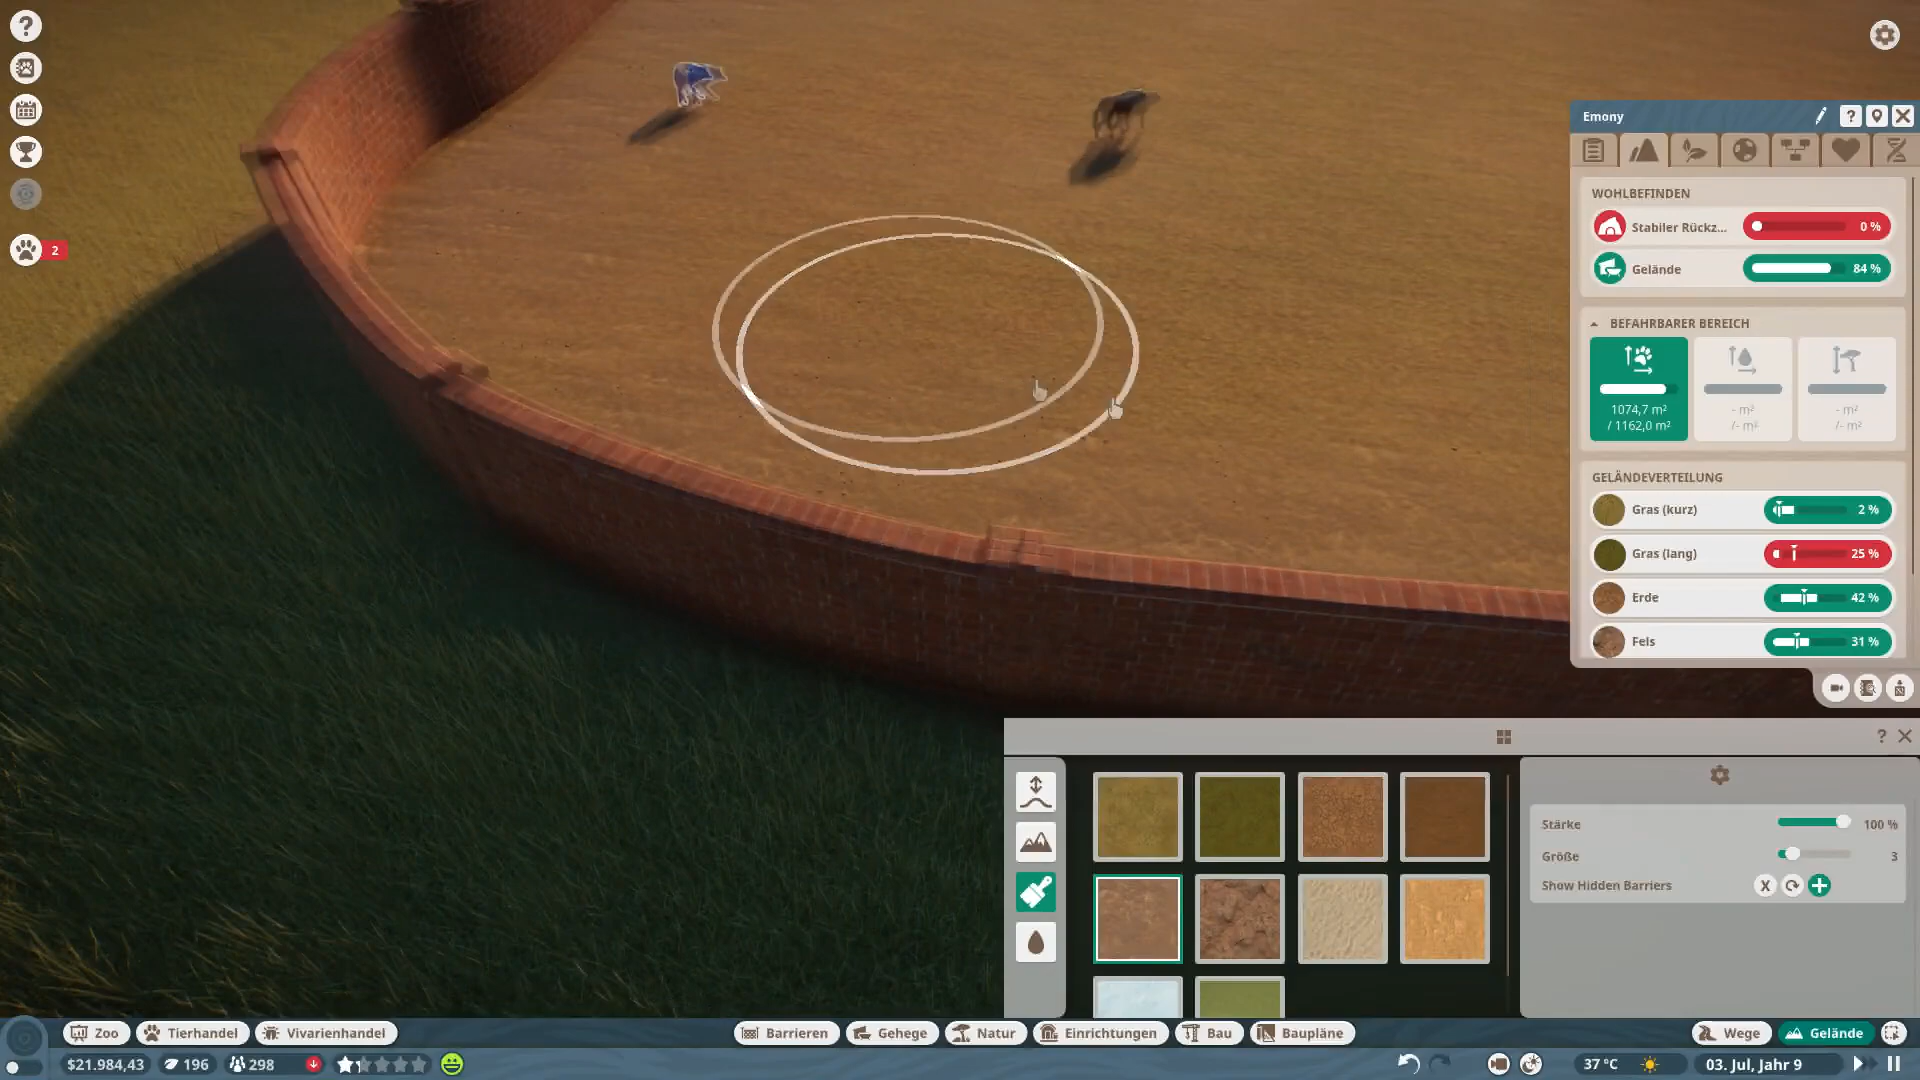 2
Emony
?
WOHLBEFINDEN
Stabiler Rückz... 0 %
Gelände 84 %
BEFAHRBARER BEREICH
1074,7 m² - m² - m²
/ 1162,0 m² /- m² /- m²
GELÄNDEVERTEILUNG
Gras (kurz) 2 %
Gras (lang) 25 %
Erde 42 %
Fels 31 %
?
Stärke 100 %
Größe 3
Show Hidden Barriers X
Zoo Tierhandel Vivarienhandel Barrieren Gehege Natur Einrichtungen Bau Baupläne Wege Gelände
$21.984,43 196 298 37 °C 03. Jul, Jahr 9